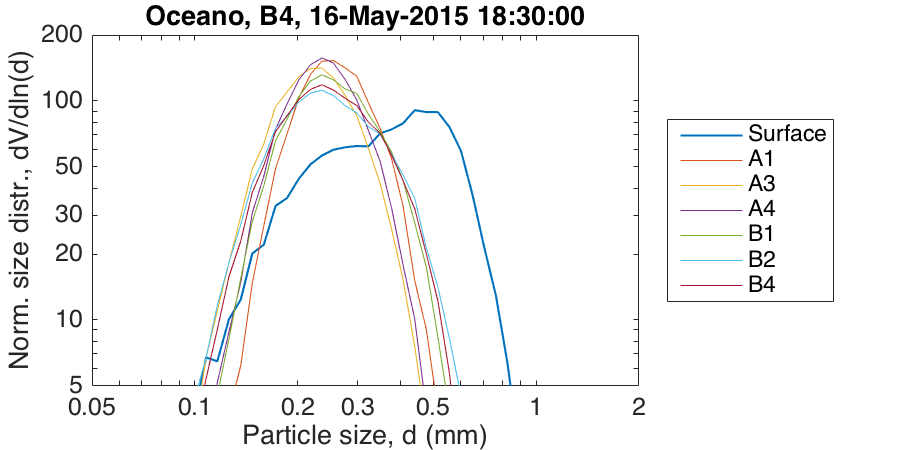 Oceano, B4, 16-May-2015 18:30:00
Norm. size distr., dV/dln(d)
200
100
50
30
20
10
5
0.05 0.1 0.2 0.3 0.5 1 2
Particle size, d (mm)
Surface
A1
A3
A4
B1
B2
B4